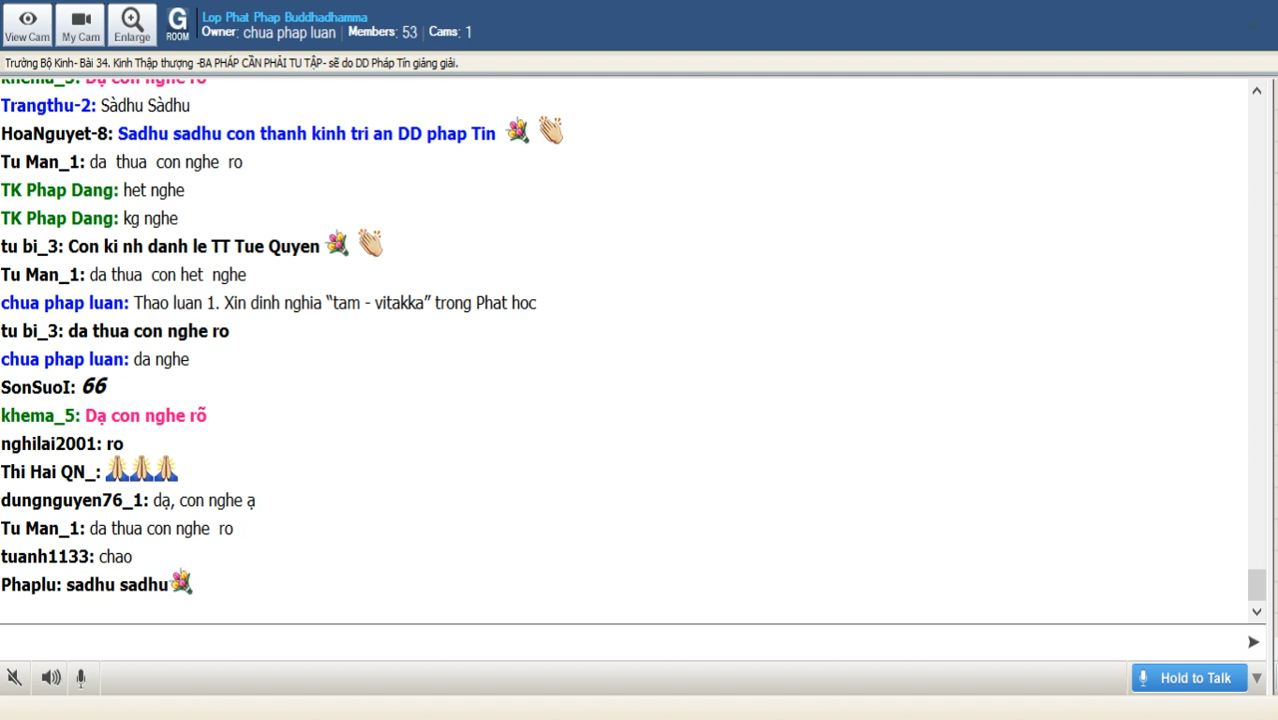 View Cam
My Cam
Enlarge
G
ROOM
Lop Phat Phap Buddhadhamma
Owner: chua phap luan | Members: 53 | Cams: 1
Trường Bộ Kinh- Bài 34. Kinh Thập thượng -BA PHÁP CẦN PHẢI TU TẬP- sẽ do DD Pháp Tín giảng giải.
khema_5: Dạ con nghe rõ
Trangthu-2: Sàdhu Sàdhu
HoaNguyet-8: Sadhu sadhu con thanh kinh tri an DD phap Tin
Tu Man_1: da thua con nghe ro
TK Phap Dang: het nghe
TK Phap Dang: kg nghe
tu bi_3: Con ki nh danh le TT Tue Quyen
Tu Man_1: da thua con het nghe
chua phap luan: Thao luan 1. Xin dinh nghia “tam - vitakka” trong Phat hoc
tu bi_3: da thua con nghe ro
chua phap luan: da nghe
SonSuoI: 66
khema_5: Dạ con nghe rõ
nghilai2001: ro
Thi Hai QN_:
dungnguyen76_1: dạ, con nghe ạ
Tu Man_1: da thua con nghe ro
tuanh1133: chao
Phaplu: sadhu sadhu
Hold to Talk